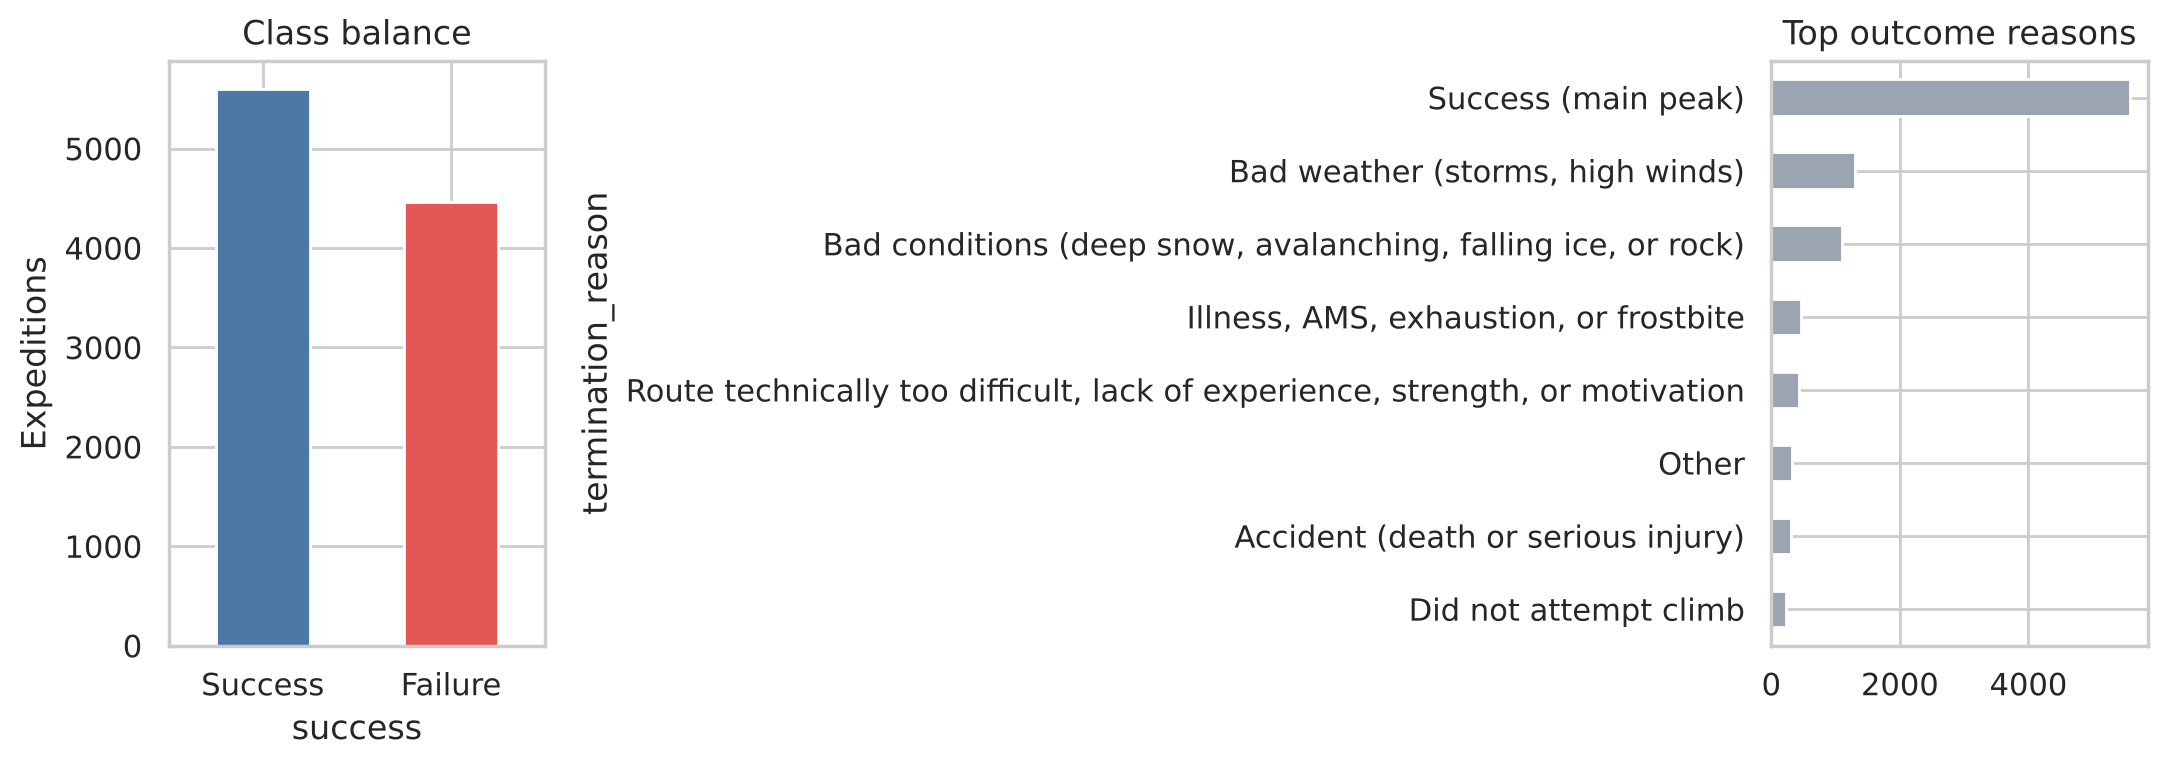 Class balance
Expeditions
5000
4000
3000
2000
1000
0
Success
Failure
success
Top outcome reasons
termination_reason
Success (main peak)
Bad weather (storms, high winds)
Bad conditions (deep snow, avalanching, falling ice, or rock)
Illness, AMS, exhaustion, or frostbite
Route technically too difficult, lack of experience, strength, or motivation
Other
Accident (death or serious injury)
Did not attempt climb
0
2000
4000